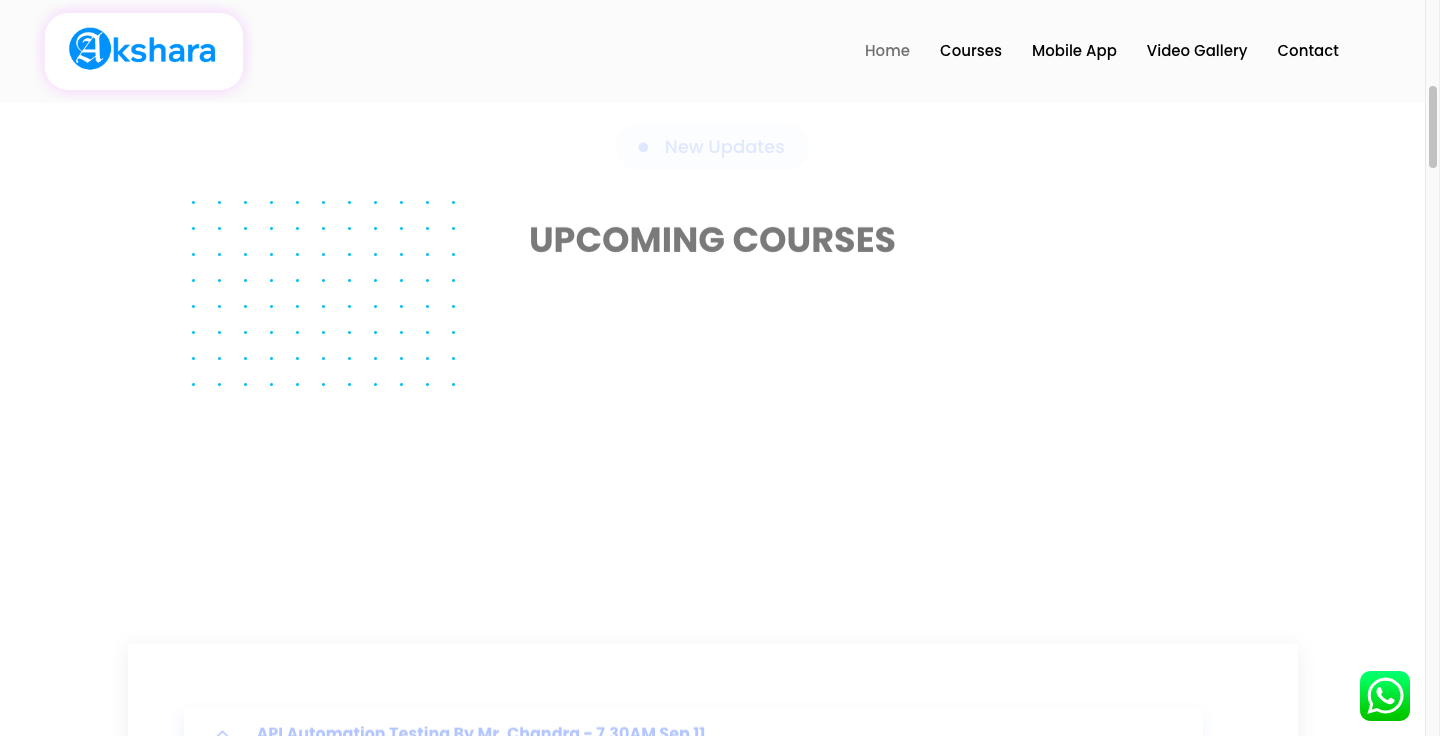 Akshara
Home Courses Mobile App Video Gallery Contact
New Updates
UPCOMING COURSES
API Automation Testing By Mr. Chandra - 7.30AM Sep 11